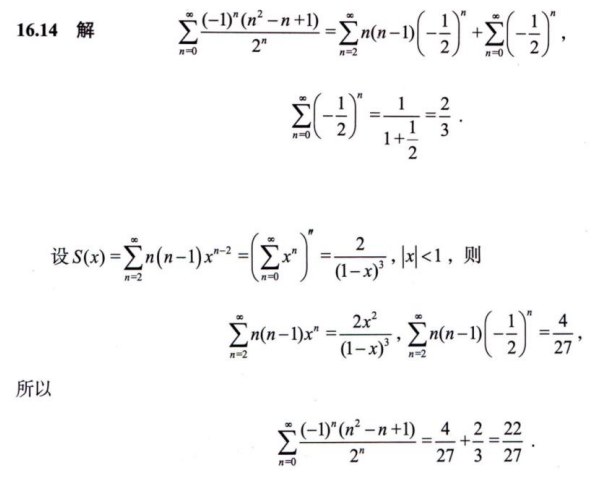 16.14 解 $\sum_{n=0}^{\infty}\frac{(-1)^n(n^2-n+1)}{2^n}=\sum_{n=2}^{\infty}n(n-1)\left(-\frac{1}{2}\right)^n+\sum_{n=0}^{\infty}\left(-\frac{1}{2}\right)^n,$
$\sum_{n=0}^{\infty}\left(-\frac{1}{2}\right)^n=\frac{1}{1+\frac{1}{2}}=\frac{2}{3}.$
设 $S(x)=\sum_{n=2}^{\infty}n(n-1)x^{n-2}=\left(\sum_{n=0}^{\infty}x^n\right)''=\frac{2}{(1-x)^3},|x|<1$,则
$\sum_{n=2}^{\infty}n(n-1)x^n=\frac{2x^2}{(1-x)^3},\sum_{n=2}^{\infty}n(n-1)\left(-\frac{1}{2}\right)^n=\frac{4}{27},$
所以
$\sum_{n=0}^{\infty}\frac{(-1)^n(n^2-n+1)}{2^n}=\frac{4}{27}+\frac{2}{3}=\frac{22}{27}.$